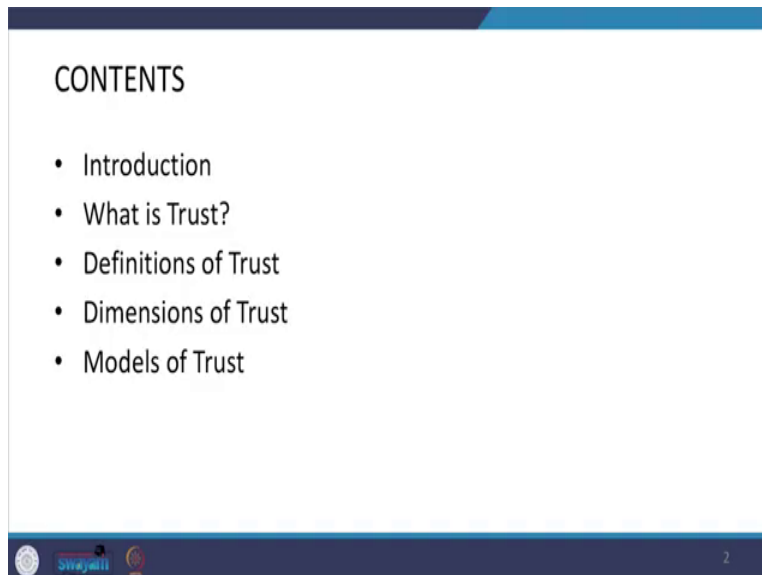 CONTENTS
• Introduction
• What is Trust?
• Definitions of Trust
• Dimensions of Trust
• Models of Trust
swayam
2